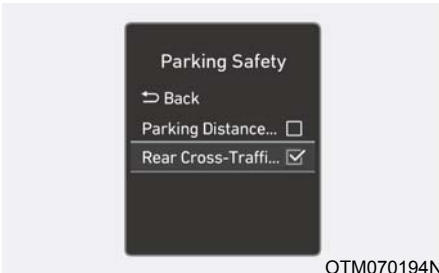 Parking Safety
Back
Parking Distance...
Rear Cross-Traffi...
OTM070194N